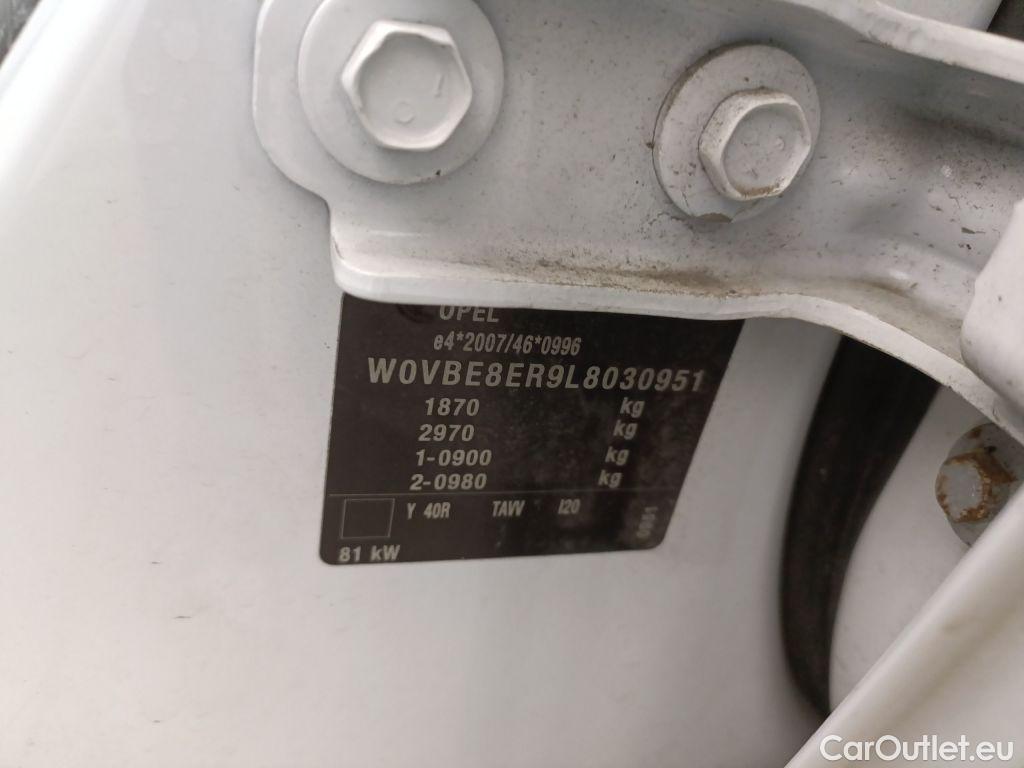 OPEL
e4*2007/46*0996
W0VBE8ER9L8030951
1870 kg
2970 kg
1-0900 kg
2-0980 kg
Y 40R TAVV I20
81 kW
CarOutlet.eu